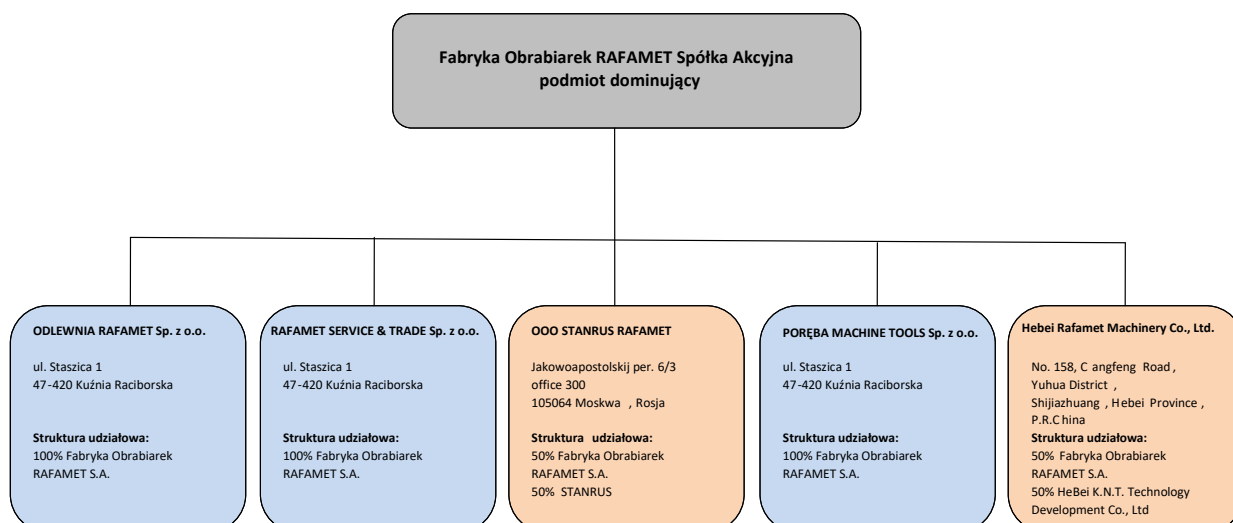 Fabryka Obrabiarek RAFAMET Spółka Akcyjna
podmiot dominujący
ODLEWNIA RAFAMET Sp. z o.o.
ul. Staszica 1
47-420 Kuźnia Raciborska
Struktura udziałowa:
100% Fabryka Obrabiarek
RAFAMET S.A.
RAFAMET SERVICE & TRADE Sp. z o.o.
ul. Staszica 1
47-420 Kuźnia Raciborska
Struktura udziałowa:
100% Fabryka Obrabiarek
RAFAMET S.A.
OOO STANRUS RAFAMET
Jakowoapostolskij per. 6/3
office 300
105064 Moskwa , Rosja
Struktura udziałowa:
50% Fabryka Obrabiarek
RAFAMET S.A.
50% STANRUS
PORĘBA MACHINE TOOLS Sp. z o.o.
ul. Staszica 1
47-420 Kuźnia Raciborska
Struktura udziałowa:
100% Fabryka Obrabiarek
RAFAMET S.A.
Hebei Rafamet Machinery Co., Ltd.
No. 158, C angfeng Road ,
Yuhua District ,
Shijiazhuang , Hebei Province ,
P.R.C hina
Struktura udziałowa:
50% Fabryka Obrabiarek
RAFAMET S.A.
50% HeBei K.N.T. Technology
Development Co., Ltd